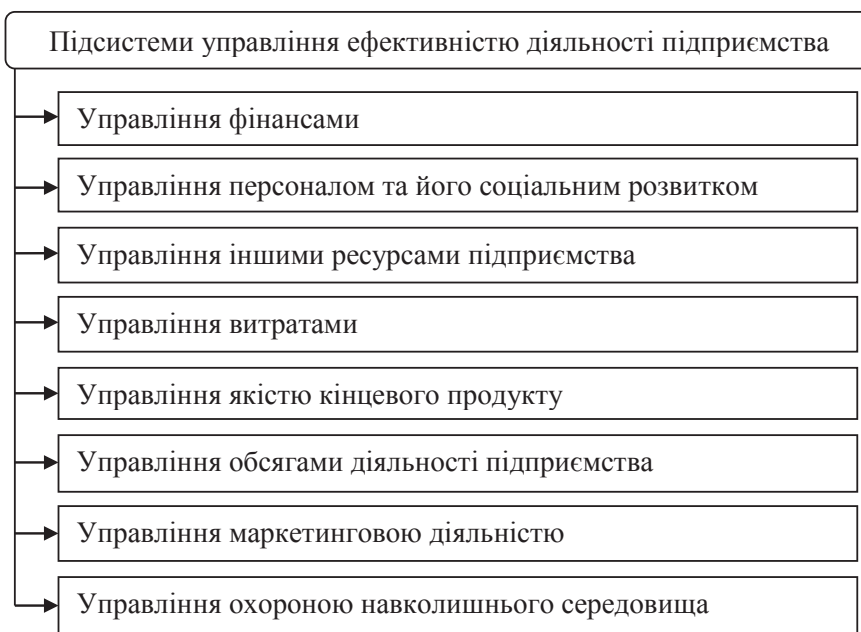 Підсистеми управління ефективністю діяльності підприємства
Управління фінансами
Управління персоналом та його соціальним розвитком
Управління іншими ресурсами підприємства
Управління витратами
Управління якістю кінцевого продукту
Управління обсягами діяльності підприємства
Управління маркетинговою діяльністю
Управління охороною навколишнього середовища